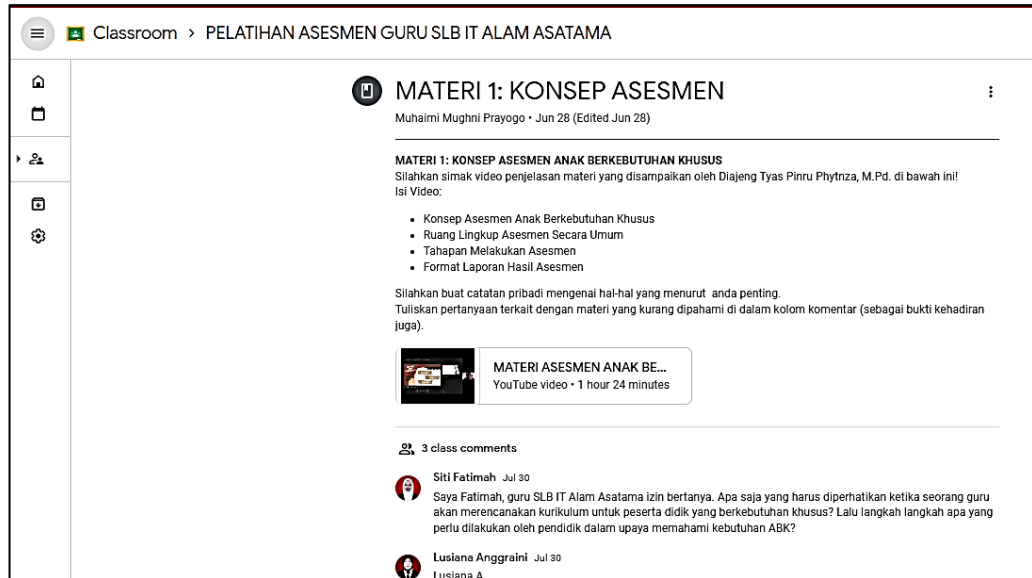 Classroom > PELATIHAN ASESMEN GURU SLB IT ALAM ASATAMA
MATERI 1: KONSEP ASESMEN
Muhaimi Mughni Prayogo • Jun 28 (Edited Jun 28)
MATERI 1: KONSEP ASESMEN ANAK BERKEBUTUHAN KHUSUS
Silahkan simak video penjelasan materi yang disampaikan oleh Diajeng Tyas Pinru Phytnza, M.Pd. di bawah ini!
Isi Video:
• Konsep Asesmen Anak Berkebutuhan Khusus
• Ruang Lingkup Asesmen Secara Umum
• Tahapan Melakukan Asesmen
• Format Laporan Hasil Asesmen
Silahkan buat catatan pribadi mengenai hal-hal yang menurut anda penting.
Tuliskan pertanyaan terkait dengan materi yang kurang dipahami di dalam kolom komentar (sebagai bukti kehadiran
juga).
MATERI ASESMEN ANAK BE...
YouTube video • 1 hour 24 minutes
3 class comments
Siti Fatimah Jul 30
Saya Fatimah, guru SLB IT Alam Asatama izin bertanya. Apa saja yang harus diperhatikan ketika seorang guru
akan merencanakan kurikulum untuk peserta didik yang berkebutuhan khusus? Lalu langkah langkah apa yang
perlu dilakukan oleh pendidik dalam upaya memahami kebutuhan ABK?
Lusiana Anggraini Jul 30
Lusiana A